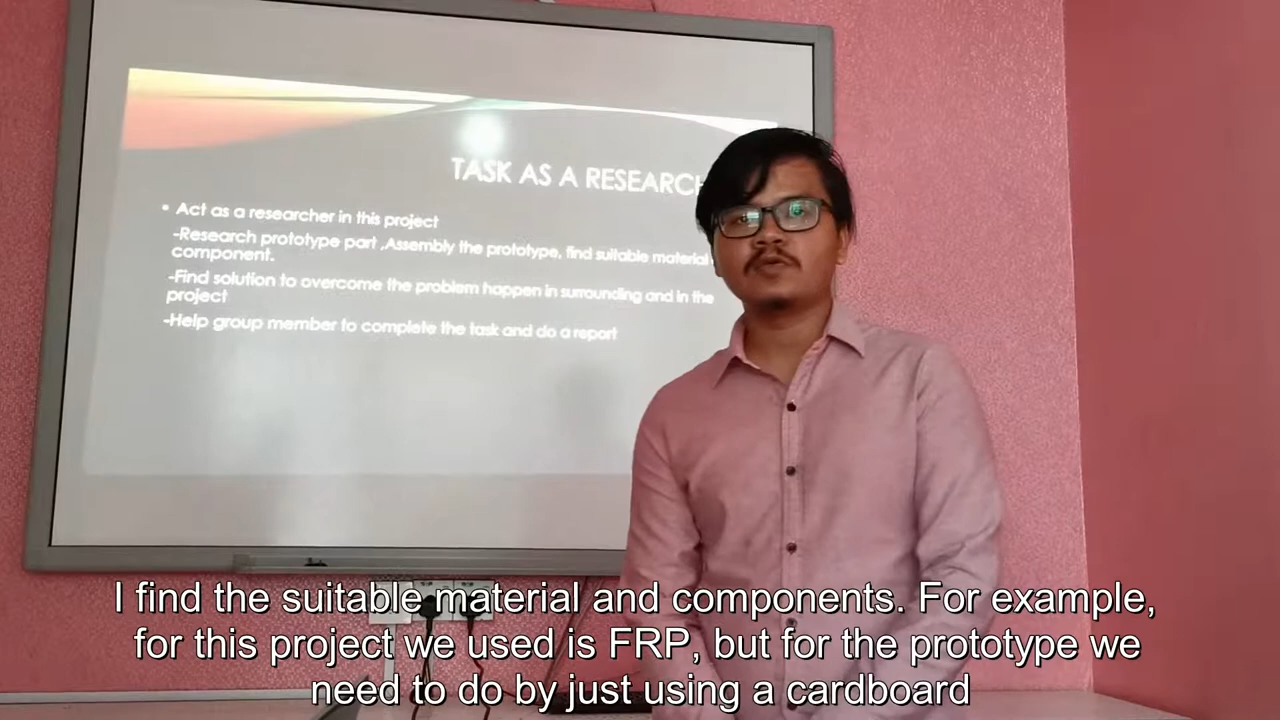 TASK AS A RESEARCH
• Act as a researcher in this project
-Research prototype part ,Assembly the prototype, find suitable material
component.
-Find solution to overcome the problem happen in surrounding and in the
project
-Help group member to complete the task and do a report
I find the suitable material and components. For example,
for this project we used is FRP, but for the prototype we
need to do by just using a cardboard